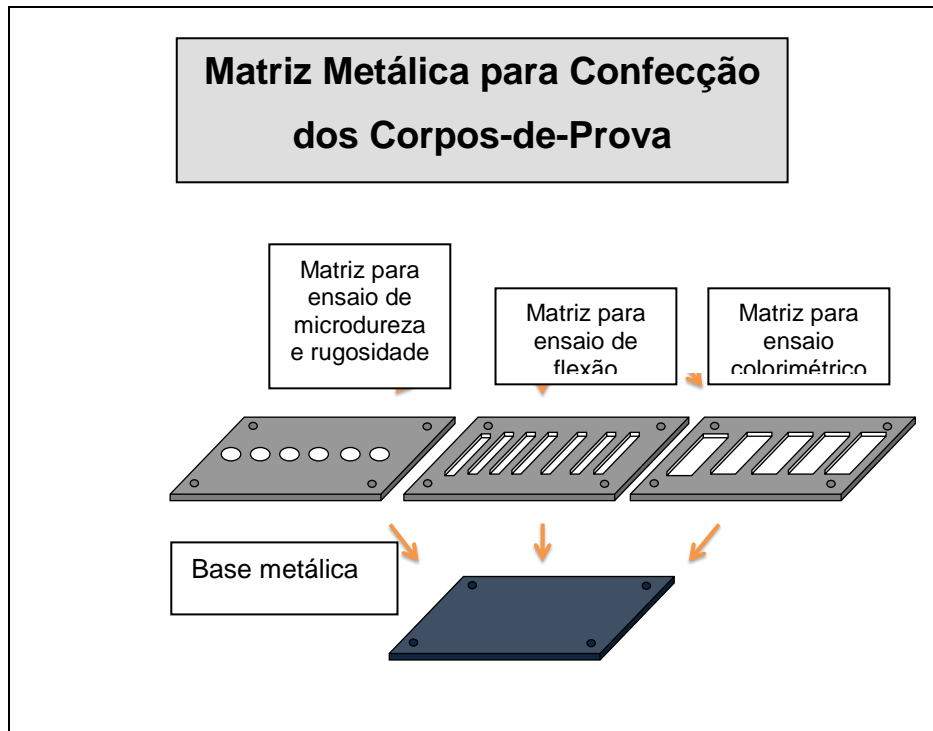 Matriz Metálica para Confecção
dos Corpos-de-Prova
Matriz para
ensaio de
microdureza
e rugosidade
Matriz para
ensaio de
flexão
Matriz para
ensaio
colorimétrico
Base metálica